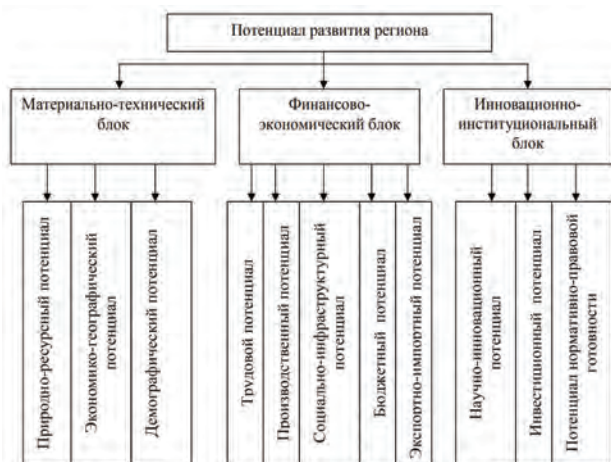 Потенциал развития региона
Материально-технический
блок
Финансово-
экономический блок
Инновационно-
институциональный
блок
Природно-ресурсный потенциал
Экономико-географический
потенциал
Демографический потенциал
Трудовой потенциал
Производственный потенциал
Социально-инфраструктурный
потенциал
Бюджетный потенциал
Экспортно-импортный потенциал
Научно-инновационный
потенциал
Инвестиционный потенциал
Потенциал нормативно-правовой
готовности